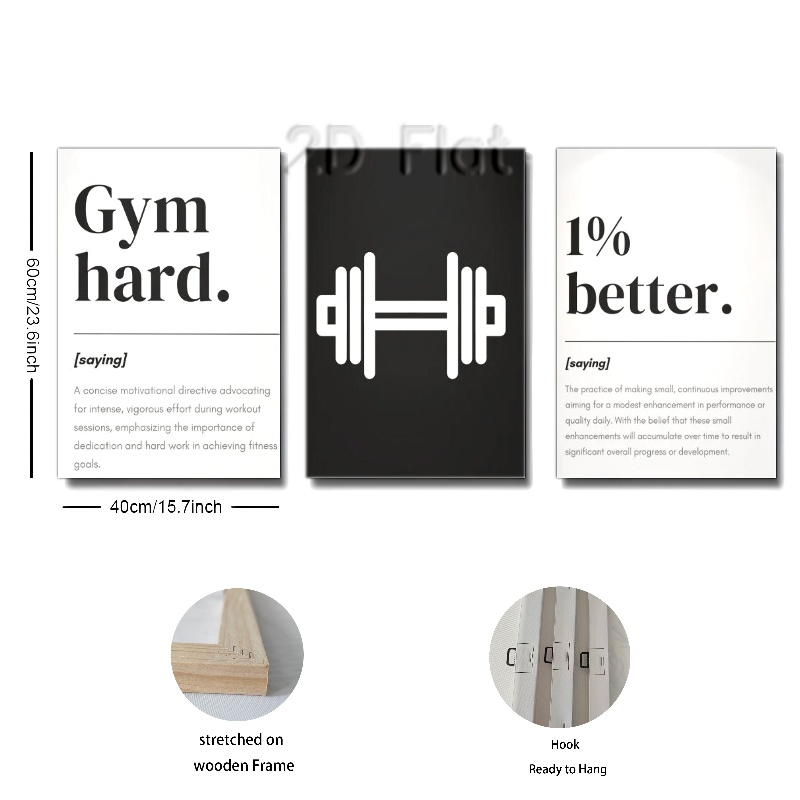 2D Flat
60cm/23.6inch
Gym
hard.
[saying]
A concise motivational directive advocating
for intense, vigorous effort during workout
sessions, emphasizing the importance of
dedication and hard work in achieving fitness
goals.
1%
better.
[saying]
The practice of making small, continuous improvements
aiming for a modest enhancement in performance or
quality daily. With the belief that these small
enhancements will accumulate over time to result in
significant overall progress or development.
40cm/15.7inch
stretched on
wooden Frame
Hook
Ready to Hang